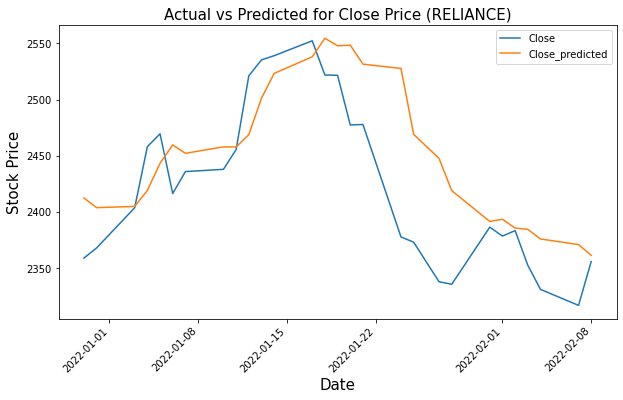 Actual vs Predicted for Close Price (RELIANCE)
Close
Close_predicted
Stock Price
2550
2500
2450
2400
2350
2022-01-01
2022-01-08
2022-01-15
2022-01-22
2022-02-01
2022-02-08
Date